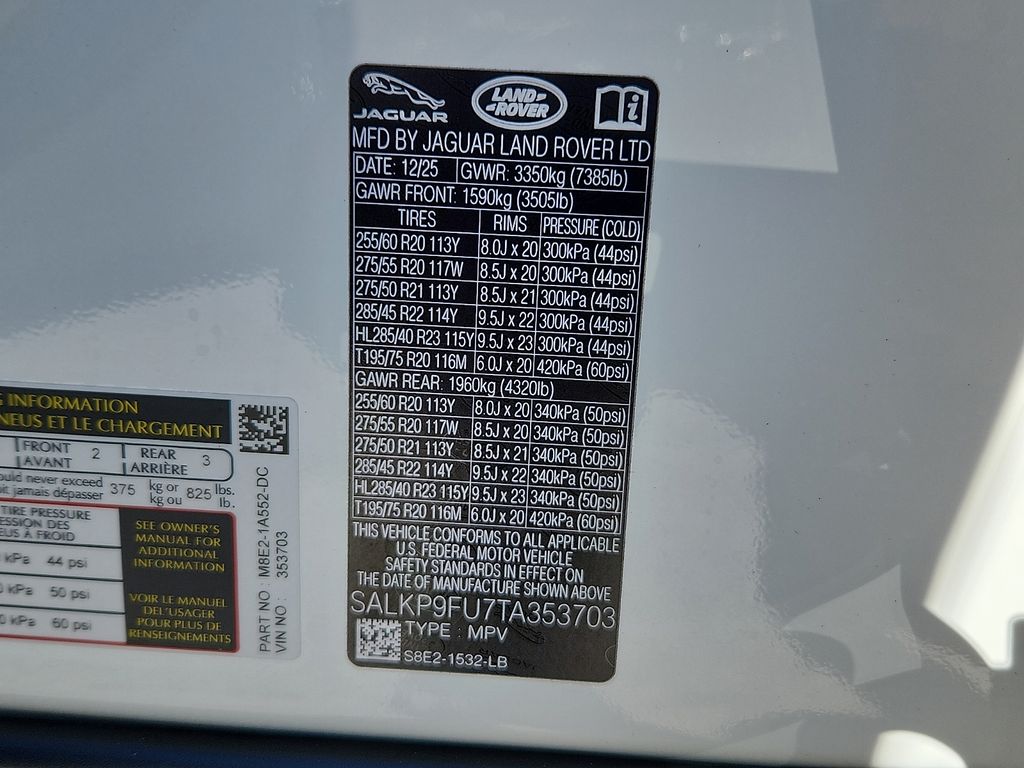 JAGUAR
LAND ROVER
i
MFD BY JAGUAR LAND ROVER LTD
DATE: 12/25 GVWR: 3350kg (7385lb)
GAWR FRONT: 1590kg (3505lb)
TIRES RIMS PRESSURE (COLD)
255/60 R20 113Y 8.0J x 20 300kPa (44psi)
275/55 R20 117W 8.5J x 20 300kPa (44psi)
275/50 R21 113Y 8.5J x 21 300kPa (44psi)
285/45 R22 114Y 9.5J x 22 300kPa (44psi)
HL285/40 R23 115Y 9.5J x 23 300kPa (44psi)
T195/75 R20 116M 6.0J x 20 420kPa (60psi)
GAWR REAR: 1960kg (4320lb)
255/60 R20 113Y 8.0J x 20 340kPa (50psi)
275/55 R20 117W 8.5J x 20 340kPa (50psi)
275/50 R21 113Y 8.5J x 21 340kPa (50psi)
285/45 R22 114Y 9.5J x 22 340kPa (50psi)
HL285/40 R23 115Y 9.5J x 23 340kPa (50psi)
T195/75 R20 116M 6.0J x 20 420kPa (60psi)
THIS VEHICLE CONFORMS TO ALL APPLICABLE
U.S. FEDERAL MOTOR VEHICLE
SAFETY STANDARDS IN EFFECT ON
THE DATE OF MANUFACTURE SHOWN ABOVE
SALKP9FU7TA353703
TYPE : MPV
S8E2-1532-LB
INFORMATION
ET LE CHARGEMENT
FRONT 2 REAR 3
AVANT ARRIÈRE
never exceed 375 kg or 825 lbs.
jamais dépasser kg ou lb.
TIRE PRESSURE
DES
À FROID
kPa 44 psi
kPa 50 psi
kPa 60 psi
SEE OWNER'S
MANUAL FOR
ADDITIONAL
INFORMATION
VOIR LE MANUEL
DE L'USAGER
POUR PLUS DE
RENSEIGNEMENTS
PART NO : M8E2-1A552-DC
VIN NO : 353703